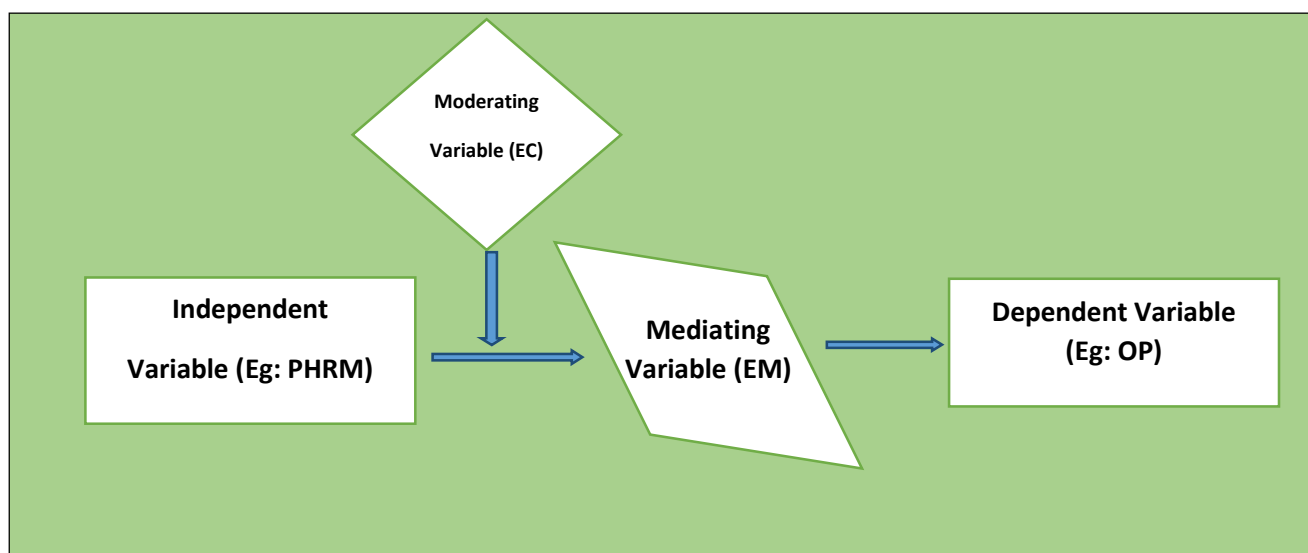 Moderating
Variable (EC)
Independent
Variable (Eg: PHRM)
Mediating
Variable (EM)
Dependent Variable
(Eg: OP)